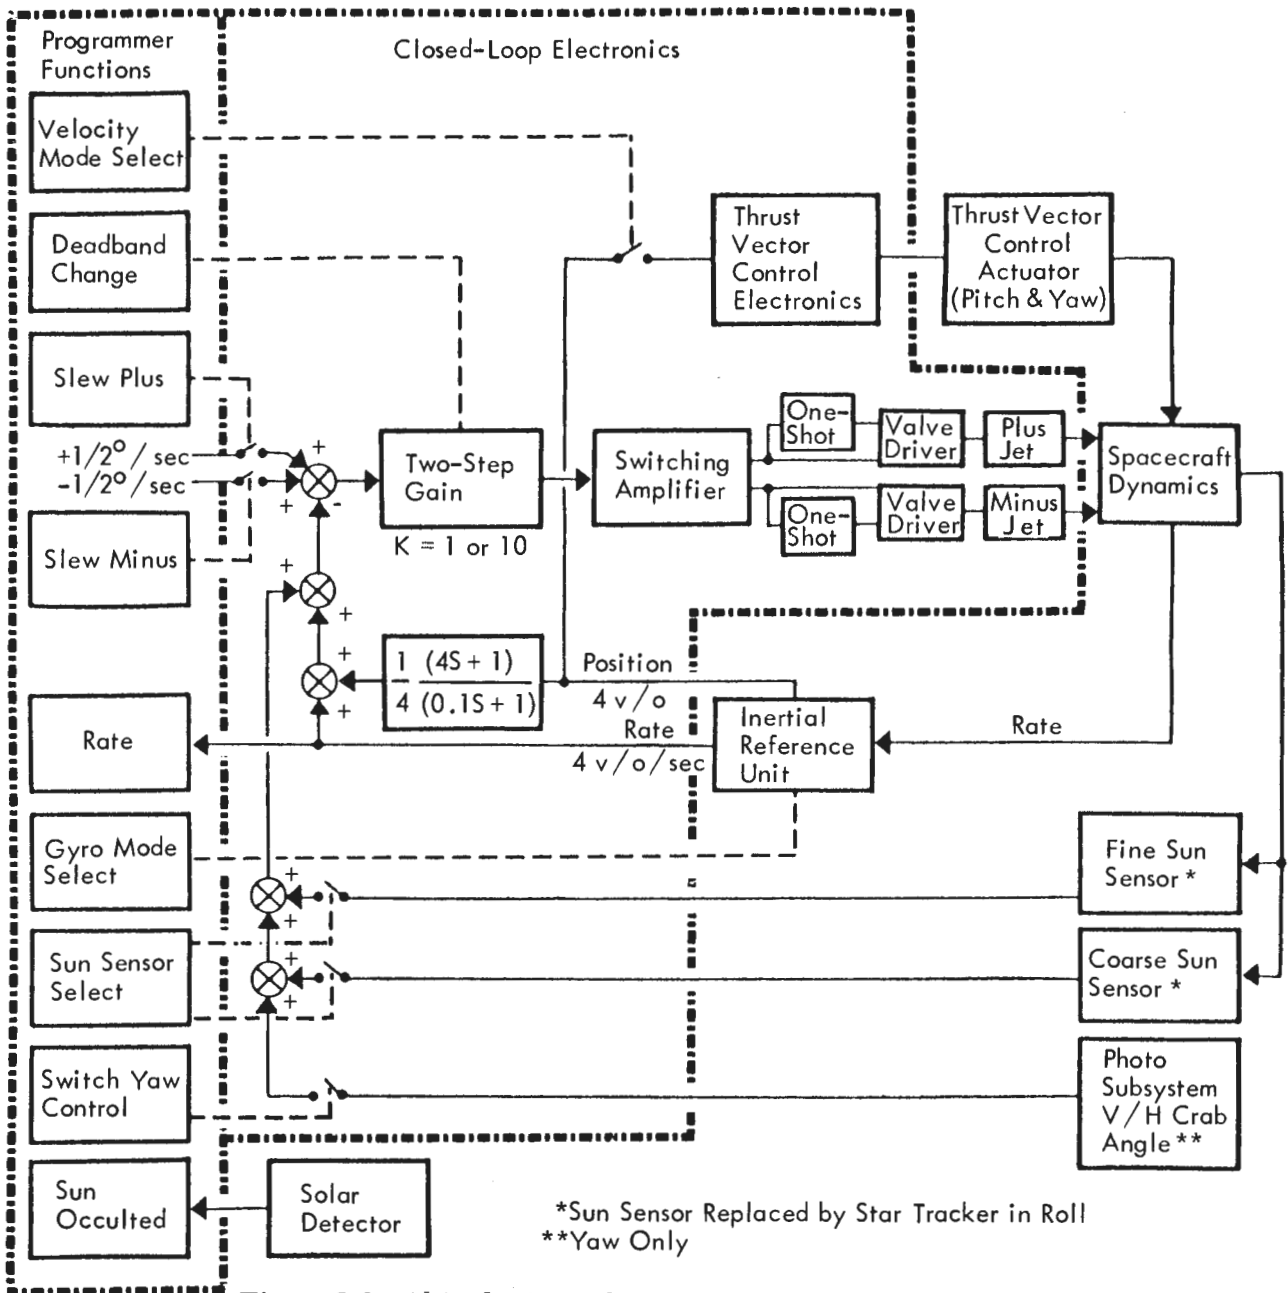 Programmer
Functions
Closed-Loop Electronics
Velocity
Mode Select
Deadband
Change
Slew Plus
+1/2º/ sec
-1/2º/sec
Slew Minus
Rate
Gyro Mode
Select
Sun Sensor
Select
Switch Yaw
Control
Sun
Occulted
Solar
Detector
+
+
-
Two-Step
Gain
K = 1 or 10
+
+
+
+
1 (4S + 1)
4 (0.1S + 1)
Position
4 v/o
Rate
4 v/o/sec
Thrust
Vector
Control
Electronics
Thrust Vector
Control
Actuator
(Pitch & Yaw)
Switching
Amplifier
One-
Shot
Valve
Driver
Plus
Jet
One-
Shot
Valve
Driver
Minus
Jet
Spacecraft
Dynamics
Inertial
Reference
Unit
Rate
+
+
+
+
Fine Sun
Sensor *
Coarse Sun
Sensor *
Photo
Subsystem
V/H Crab
Angle **
*Sun Sensor Replaced by Star Tracker in Roll
**Yaw Only